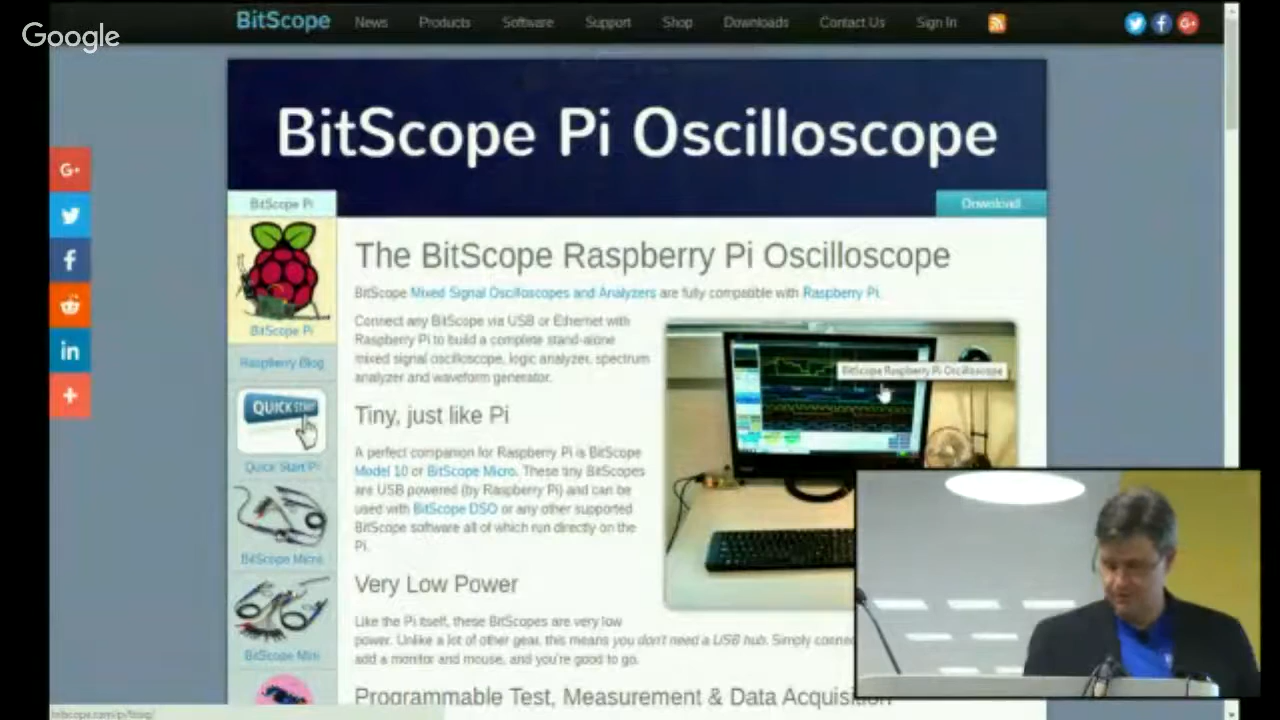 Google
BitScope News Products Software Support Shop Downloads Contact Us Sign In
BitScope Pi Oscilloscope
BitScope Pi
Download
BitScope Pi
Raspberry Blog
QUICK START
Quick Start Pi
BitScope Micro
BitScope Mini
The BitScope Raspberry Pi Oscilloscope
BitScope Mixed Signal Oscilloscopes and Analyzers are fully compatible with Raspberry Pi.
Connect any BitScope via USB or Ethernet with
Raspberry Pi to build a complete stand-alone
mixed signal oscilloscope, logic analyzer, spectrum
analyzer and waveform generator.
BitScope Raspberry Pi Oscilloscope
Tiny, just like Pi
A perfect companion for Raspberry Pi is BitScope
Model 10 or BitScope Micro. These tiny BitScopes
are USB powered (by Raspberry Pi) and can be
used with BitScope DSO or any other supported
BitScope software all of which run directly on the
Pi.
Very Low Power
Like the Pi itself, these BitScopes are very low
power. Unlike a lot of other gear, this means you don't need a USB hub. Simply
add a monitor and mouse, and you're good to go.
Programmable Test, Measurement & Data Acquisition